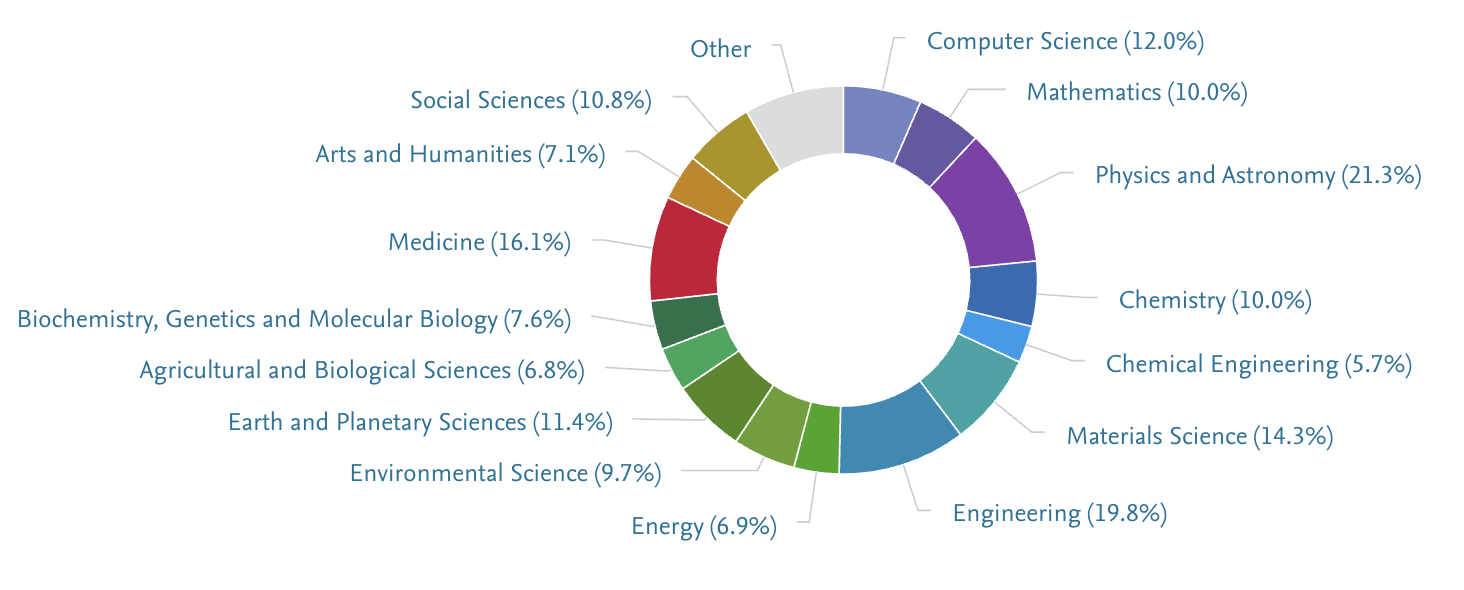 Other
Computer Science (12.0%)
Mathematics (10.0%)
Social Sciences (10.8%)
Arts and Humanities (7.1%)
Physics and Astronomy (21.3%)
Medicine (16.1%)
Chemistry (10.0%)
Biochemistry, Genetics and Molecular Biology (7.6%)
Chemical Engineering (5.7%)
Agricultural and Biological Sciences (6.8%)
Earth and Planetary Sciences (11.4%)
Materials Science (14.3%)
Environmental Science (9.7%)
Engineering (19.8%)
Energy (6.9%)